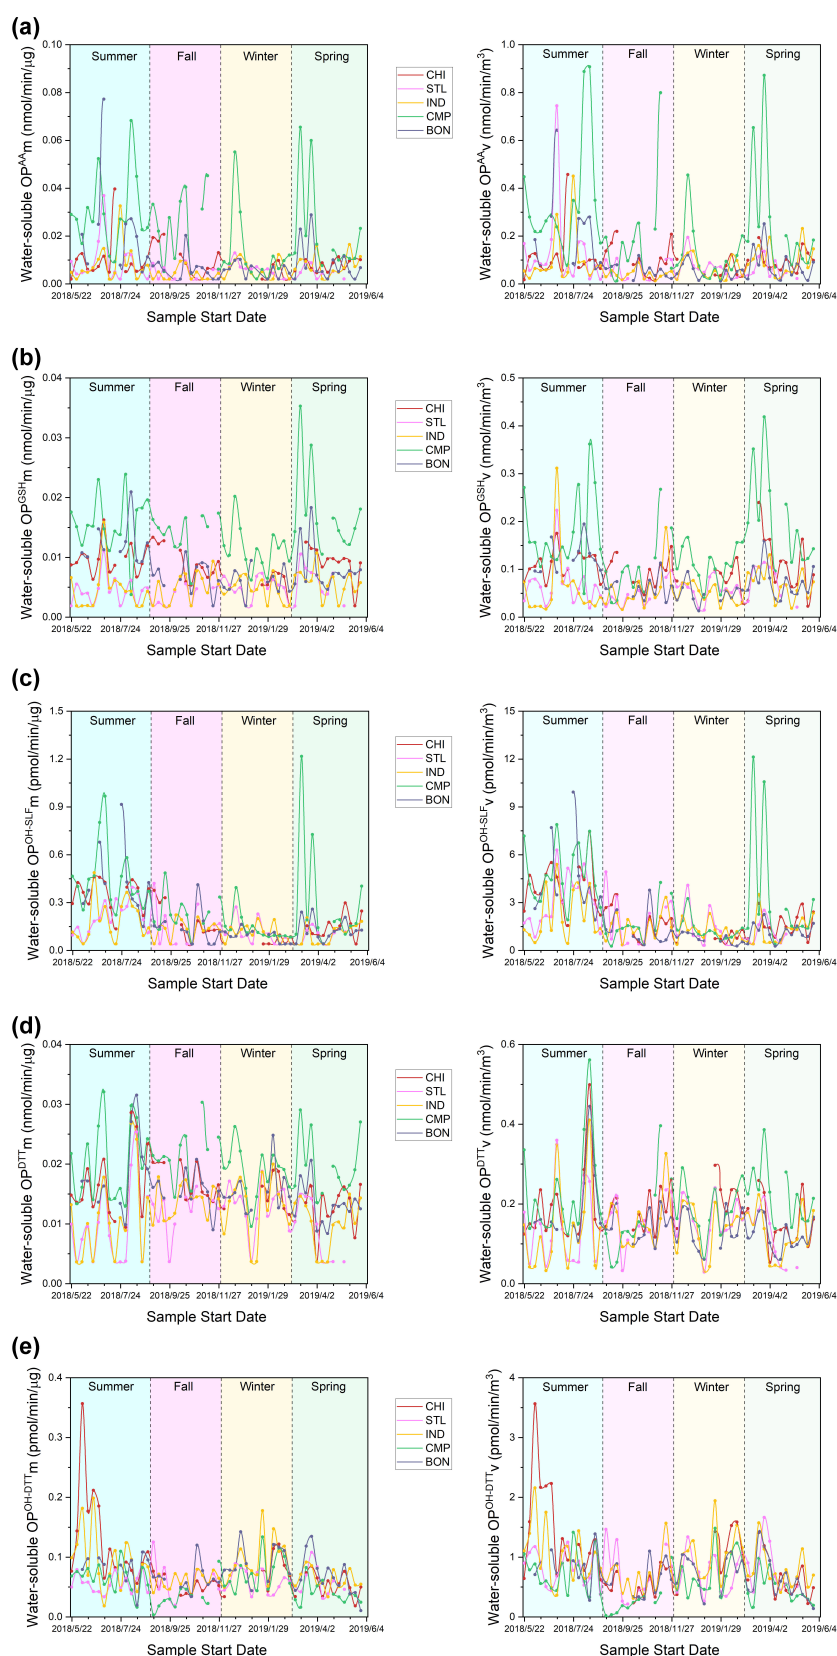 (a)
Water-soluble OP^AAm (nmol/min/μg)
0.10
0.08
0.06
0.04
0.02
0.00
Summer Fall Winter Spring
2018/5/22 2018/7/24 2018/9/25 2018/11/27 2019/1/29 2019/4/2 2019/6/4
Sample Start Date
CHI
STL
IND
CMP
BON
Water-soluble OP^AAv (nmol/min/m³)
1.0
0.8
0.6
0.4
0.2
0.0
Summer Fall Winter Spring
2018/5/22 2018/7/24 2018/9/25 2018/11/27 2019/1/29 2019/4/2 2019/6/4
Sample Start Date
(b)
Water-soluble OP^GSHm (nmol/min/μg)
0.04
0.03
0.02
0.01
0.00
Summer Fall Winter Spring
2018/5/22 2018/7/24 2018/9/25 2018/11/27 2019/1/29 2019/4/2 2019/6/4
Sample Start Date
CHI
STL
IND
CMP
BON
Water-soluble OP^GSHv (nmol/min/m³)
0.5
0.4
0.3
0.2
0.1
0.0
Summer Fall Winter Spring
2018/5/22 2018/7/24 2018/9/25 2018/11/27 2019/1/29 2019/4/2 2019/6/4
Sample Start Date
(c)
Water-soluble OP^OH-SLFm (pmol/min/μg)
1.5
1.2
0.9
0.6
0.3
0.0
Summer Fall Winter Spring
2018/5/22 2018/7/24 2018/9/25 2018/11/27 2019/1/29 2019/4/2 2019/6/4
Sample Start Date
CHI
STL
IND
CMP
BON
Water-soluble OP^OH-SLFv (pmol/min/m³)
15
12
9
6
3
0
Summer Fall Winter Spring
2018/5/22 2018/7/24 2018/9/25 2018/11/27 2019/1/29 2019/4/2 2019/6/4
Sample Start Date
(d)
Water-soluble OP^DTTm (nmol/min/μg)
0.04
0.03
0.02
0.01
0.00
Summer Fall Winter Spring
2018/5/22 2018/7/24 2018/9/25 2018/11/27 2019/1/29 2019/4/2 2019/6/4
Sample Start Date
CHI
STL
IND
CMP
BON
Water-soluble OP^DTTv (nmol/min/m³)
0.6
0.4
0.2
0.0
Summer Fall Winter Spring
2018/5/22 2018/7/24 2018/9/25 2018/11/27 2019/1/29 2019/4/2 2019/6/4
Sample Start Date
(e)
Water-soluble OP^OH-DTTm (pmol/min/μg)
0.4
0.3
0.2
0.1
0.0
Summer Fall Winter Spring
2018/5/22 2018/7/24 2018/9/25 2018/11/27 2019/1/29 2019/4/2 2019/6/4
Sample Start Date
CHI
STL
IND
CMP
BON
Water-soluble OP^OH-DTTv (pmol/min/m³)
4
3
2
1
0
Summer Fall Winter Spring
2018/5/22 2018/7/24 2018/9/25 2018/11/27 2019/1/29 2019/4/2 2019/6/4
Sample Start Date